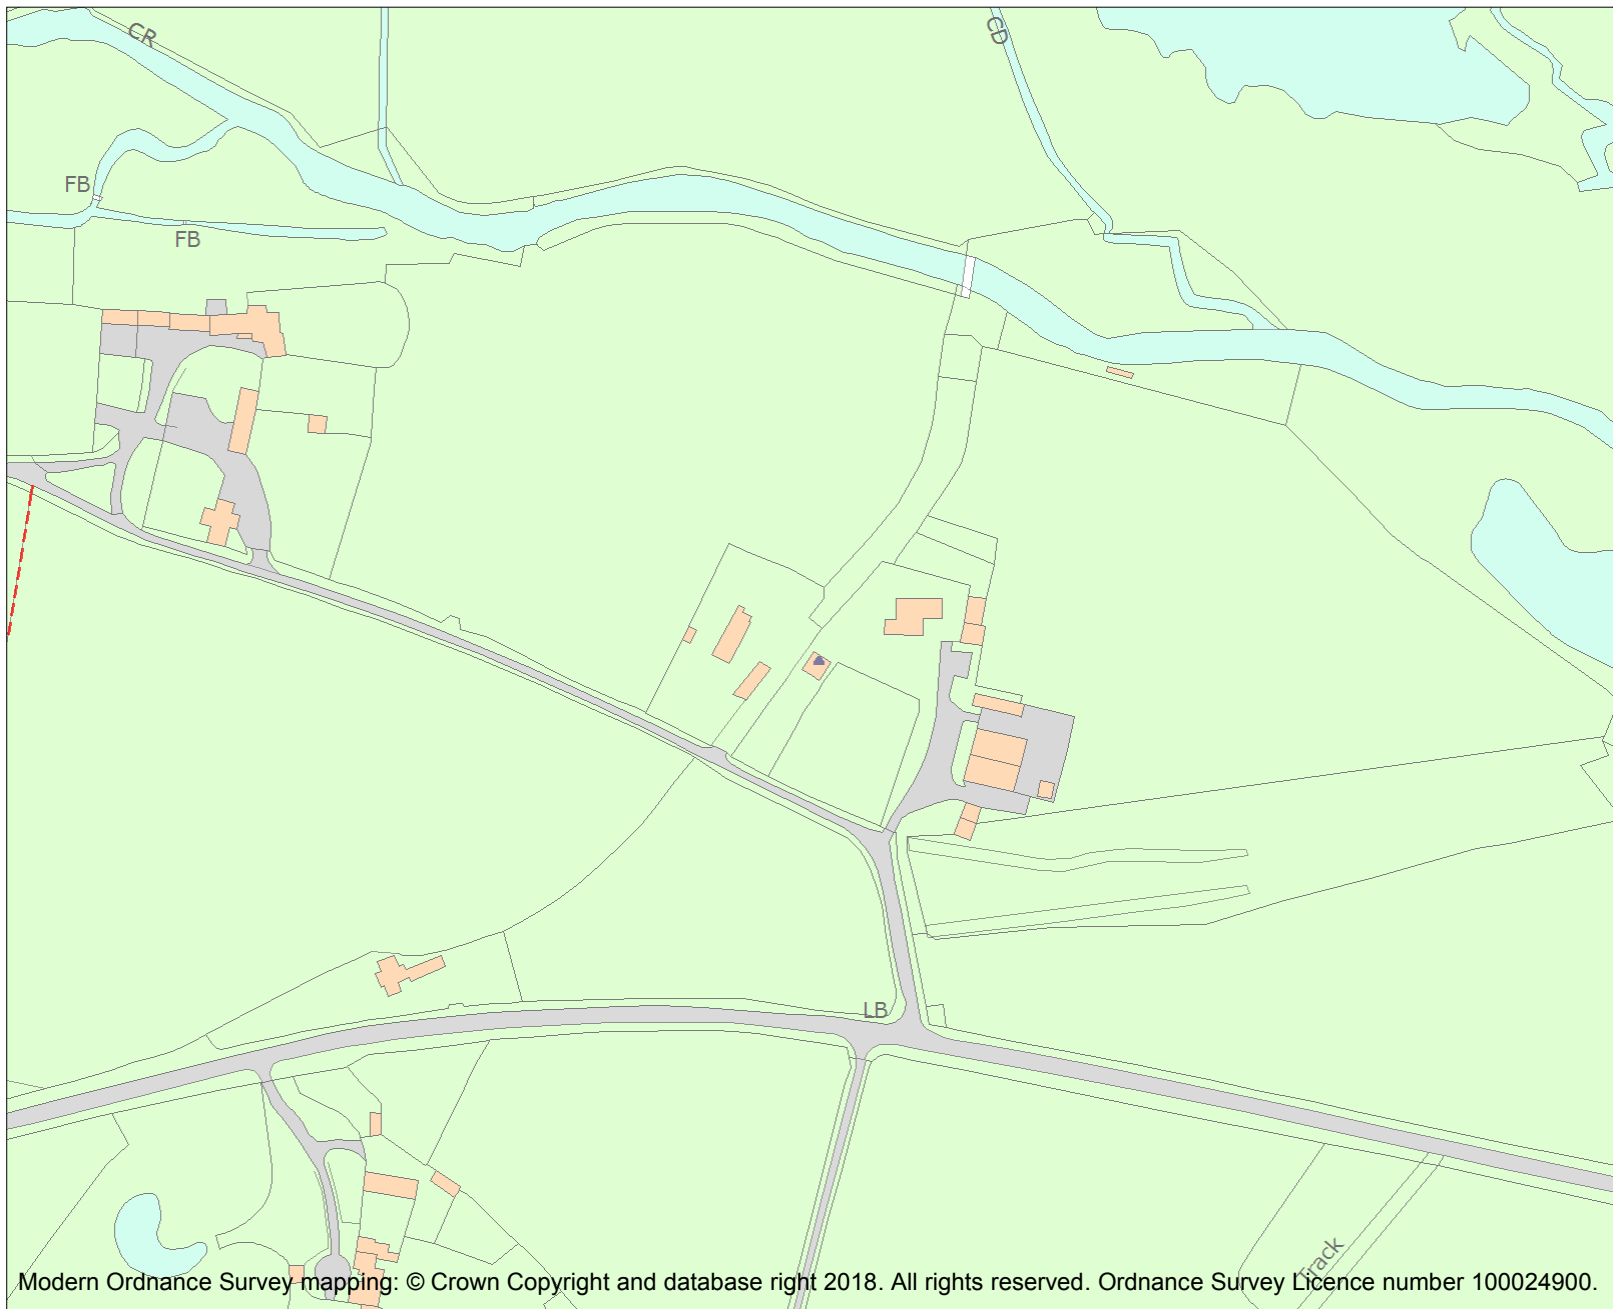 CR
CD
FB
FB
LB
Track
Modern Ordnance Survey mapping: © Crown Copyright and database right 2018. All rights reserved. Ordnance Survey Licence number 100024900.